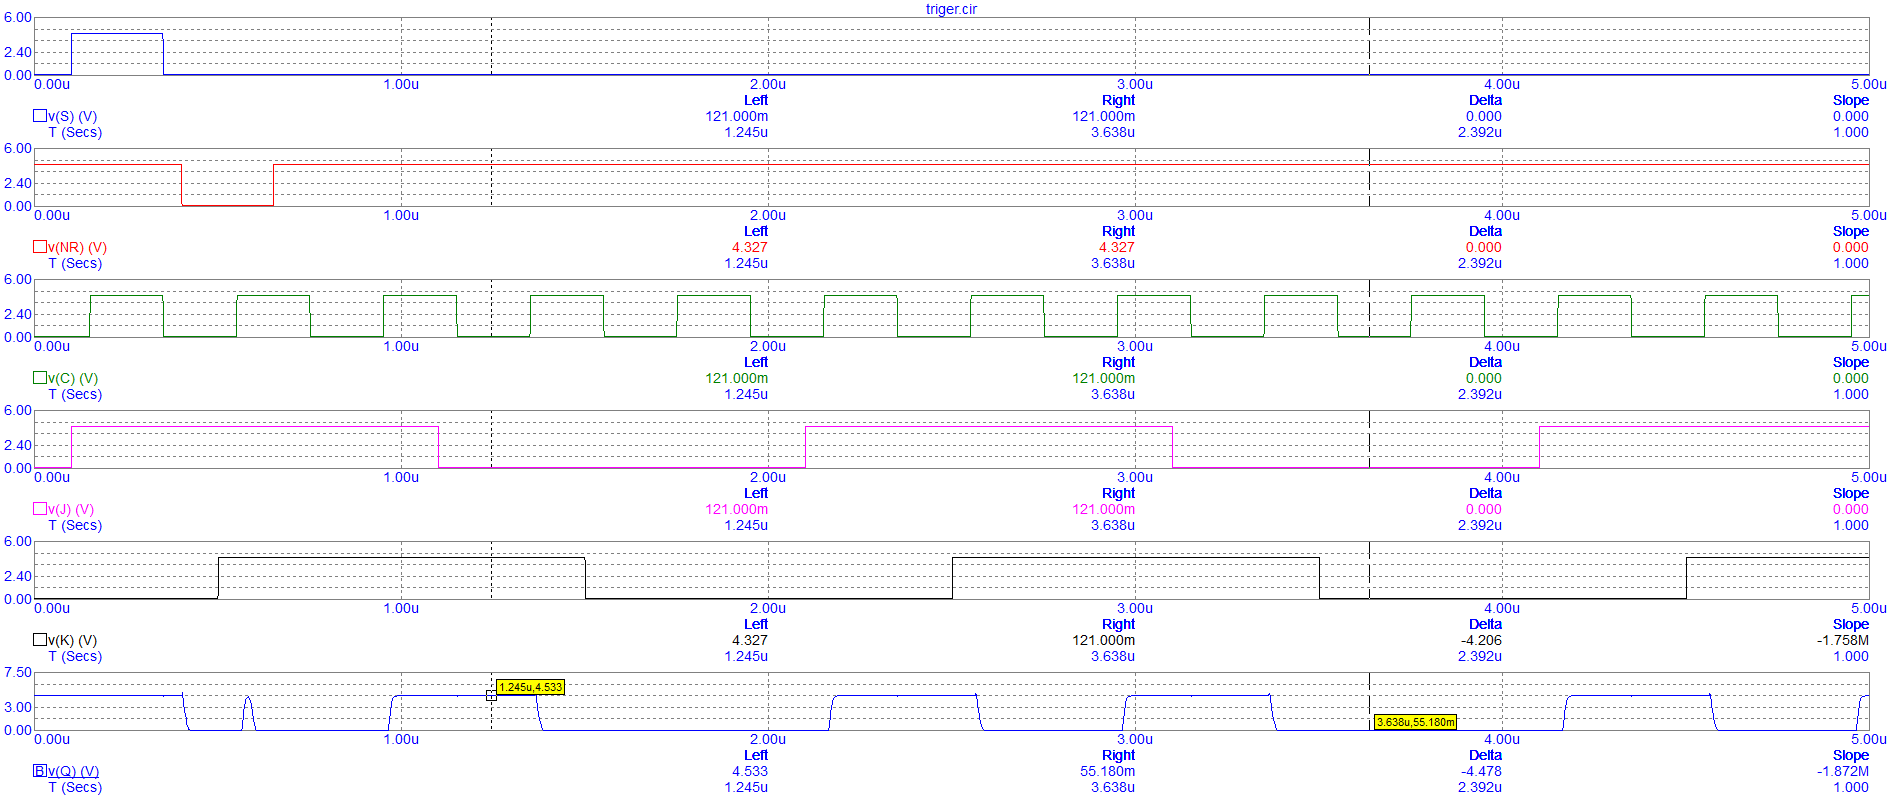 triger.cir
6.00
2.40
0.00
0.00u 1.00u 2.00u 3.00u 4.00u 5.00u
Left Right Delta Slope
v(S) (V) 121.000m 121.000m 0.000 0.000
T (Secs) 1.245u 3.638u 2.392u 1.000
6.00
2.40
0.00
0.00u 1.00u 2.00u 3.00u 4.00u 5.00u
Left Right Delta Slope
v(NR) (V) 4.327 4.327 0.000 0.000
T (Secs) 1.245u 3.638u 2.392u 1.000
6.00
2.40
0.00
0.00u 1.00u 2.00u 3.00u 4.00u 5.00u
Left Right Delta Slope
v(C) (V) 121.000m 121.000m 0.000 0.000
T (Secs) 1.245u 3.638u 2.392u 1.000
6.00
2.40
0.00
0.00u 1.00u 2.00u 3.00u 4.00u 5.00u
Left Right Delta Slope
v(J) (V) 121.000m 121.000m 0.000 0.000
T (Secs) 1.245u 3.638u 2.392u 1.000
6.00
2.40
0.00
0.00u 1.00u 2.00u 3.00u 4.00u 5.00u
Left Right Delta Slope
v(K) (V) 4.327 121.000m -4.206 -1.758M
T (Secs) 1.245u 3.638u 2.392u 1.000
7.50
1.245u,4.533
3.00
3.638u,55.180m
0.00
0.00u 1.00u 2.00u 3.00u 4.00u 5.00u
Left Right Delta Slope
B v(Q) (V) 4.533 55.180m -4.478 -1.872M
T (Secs) 1.245u 3.638u 2.392u 1.000